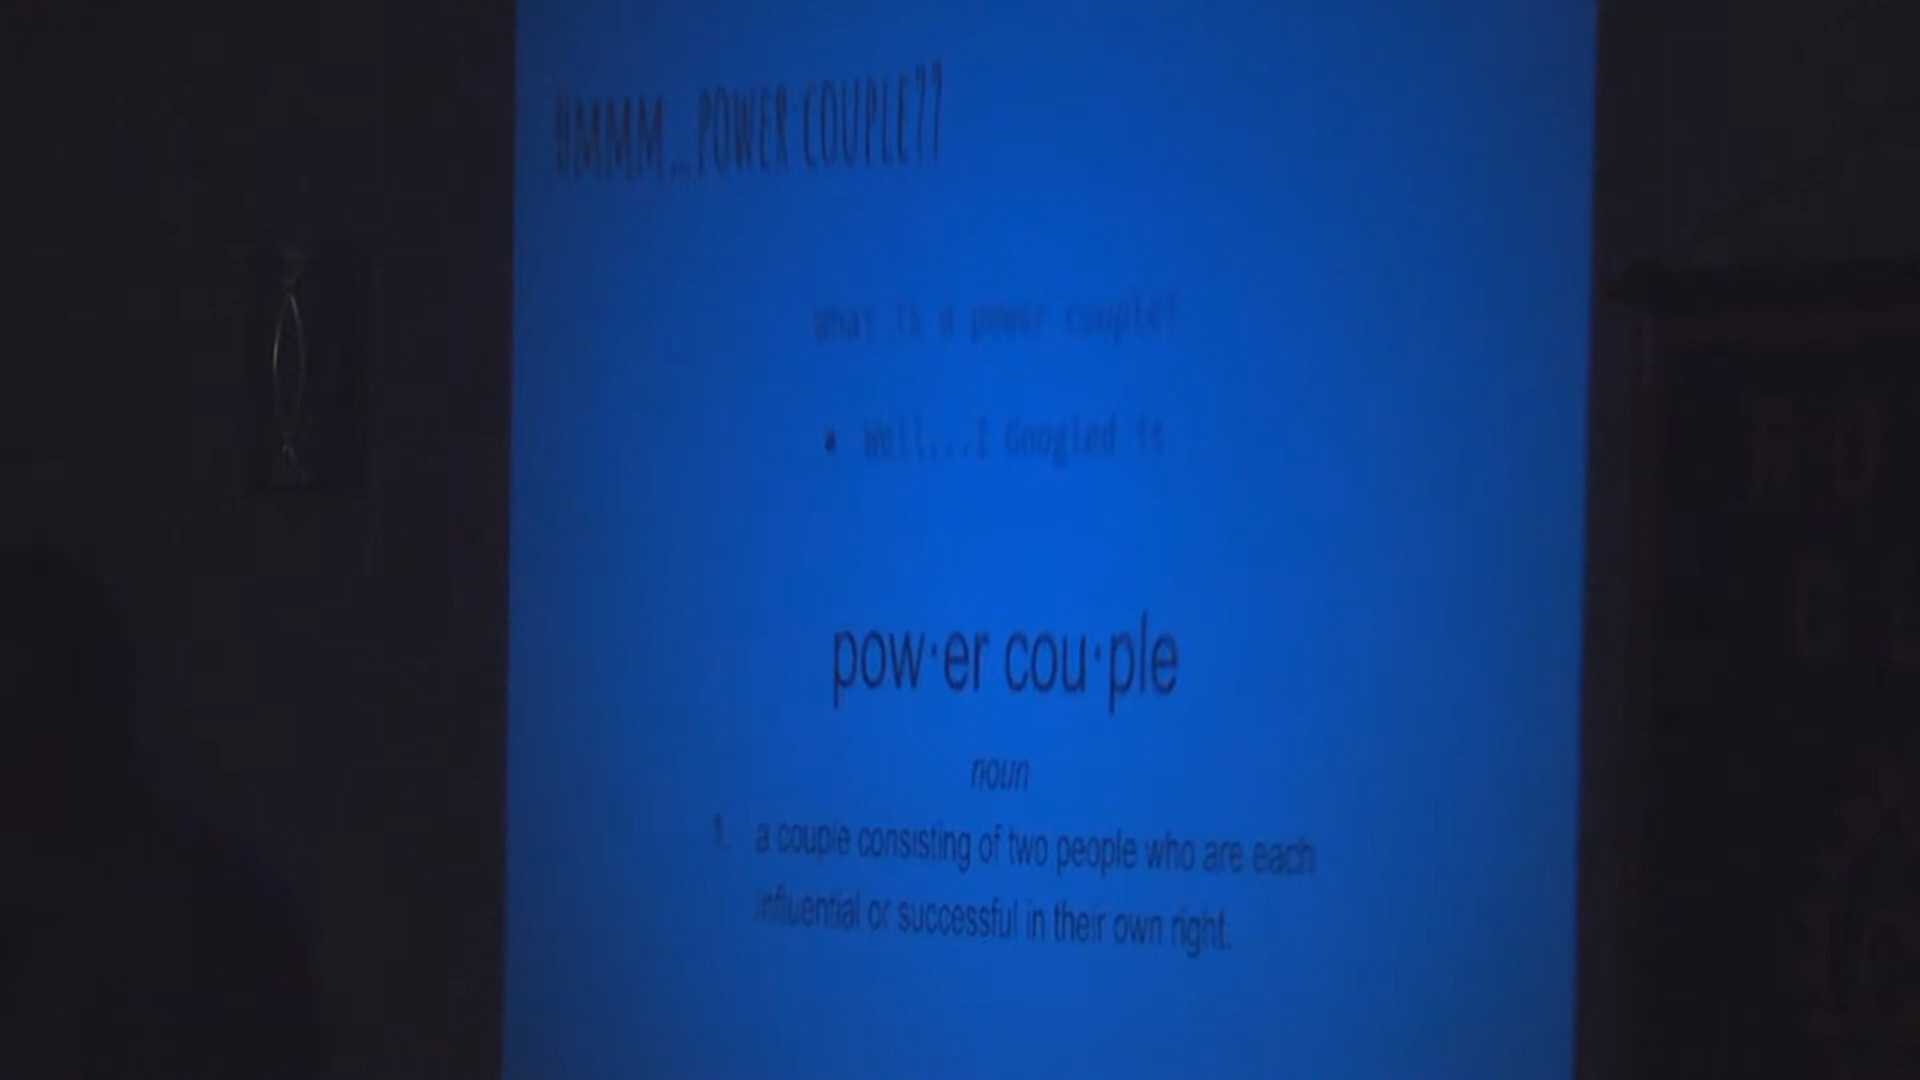 UMMM...POWER COUPLE??
What is a power couple?
• Well...I Googled it
pow·er cou·ple
noun
1. a couple consisting of two people who are each
influential or successful in their own right.